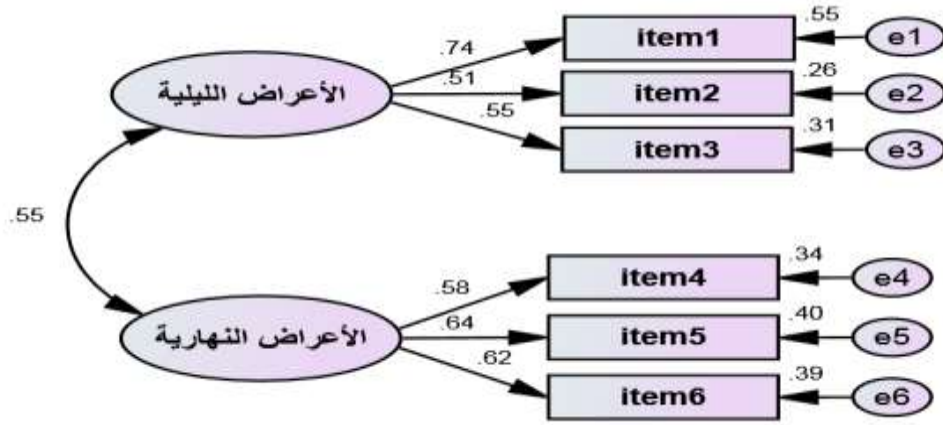 .55
item1
e1
.74
الأعراض الليلية
.51
.26
item2
e2
.55
.31
item3
e3
.55
.34
item4
e4
.58
الأعراض النهارية
.64
.40
item5
e5
.62
.39
item6
e6